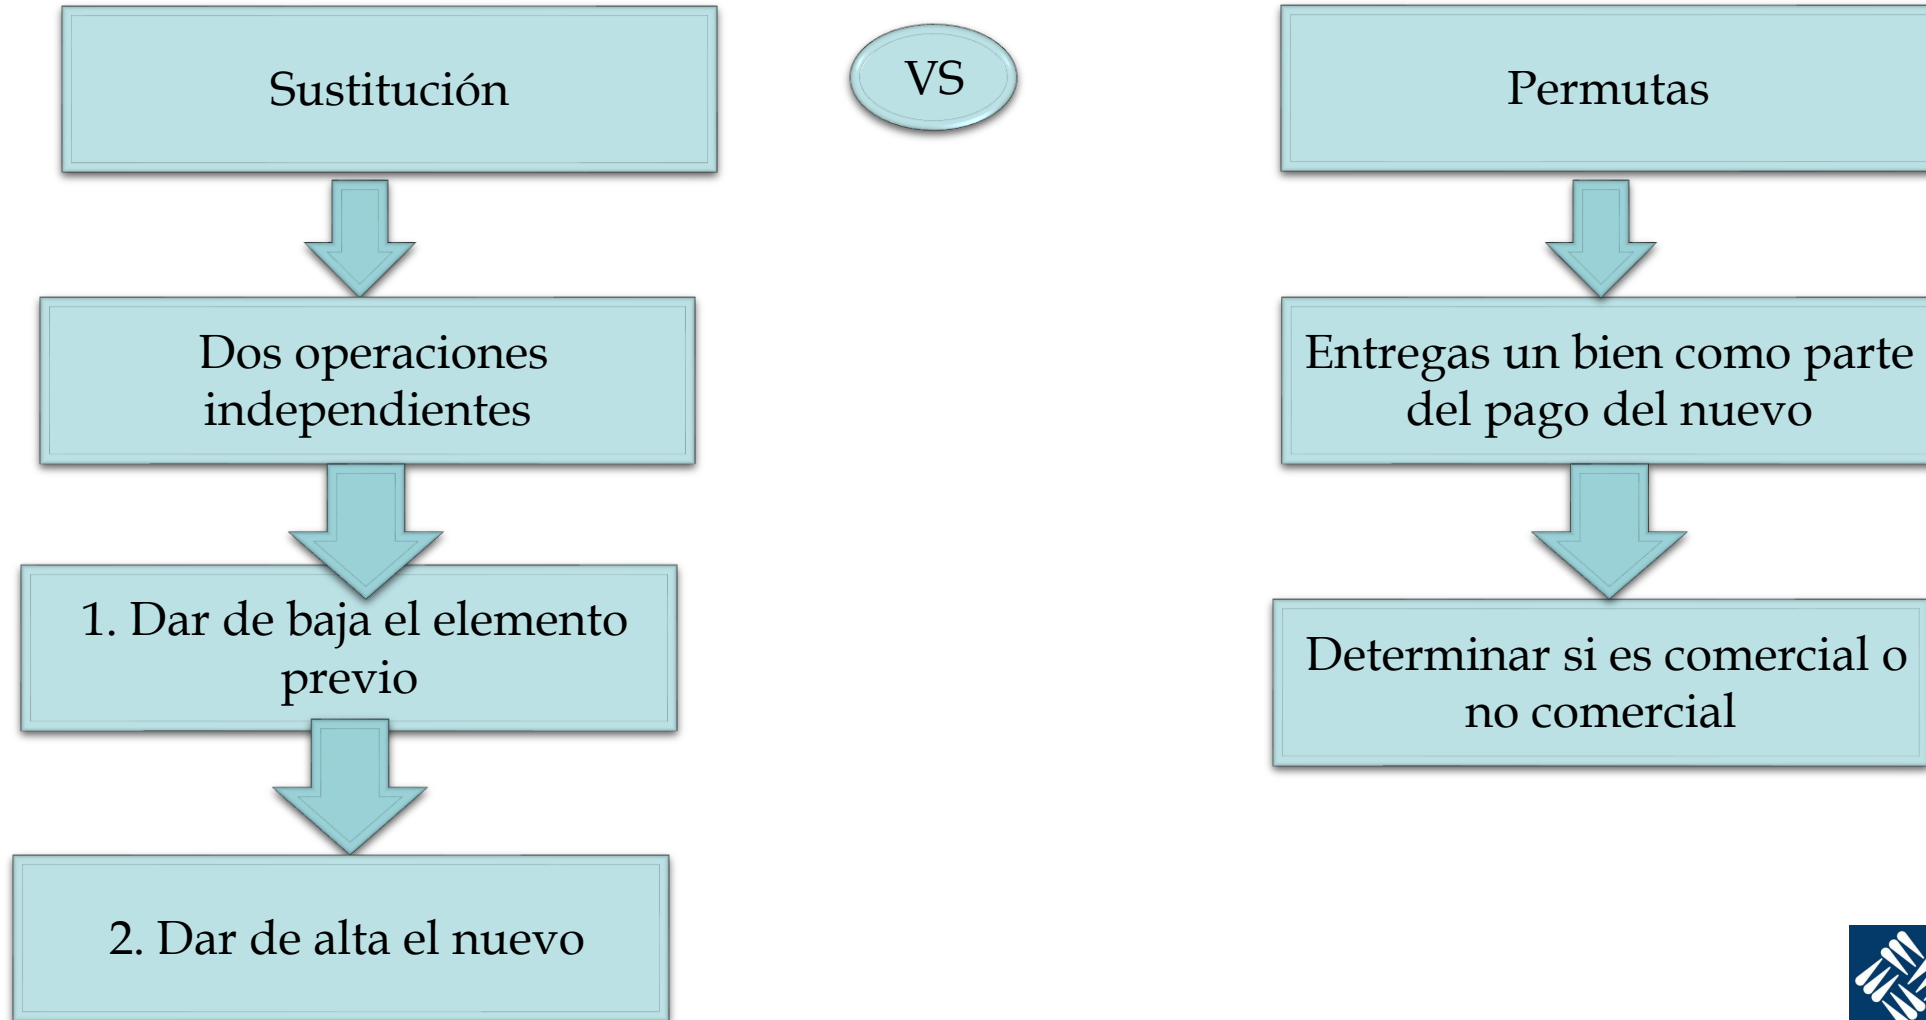 Sustitución
VS
Permutas
Dos operaciones
independientes
Entregas un bien como parte
del pago del nuevo
1. Dar de baja el elemento
previo
Determinar si es comercial o
no comercial
2. Dar de alta el nuevo